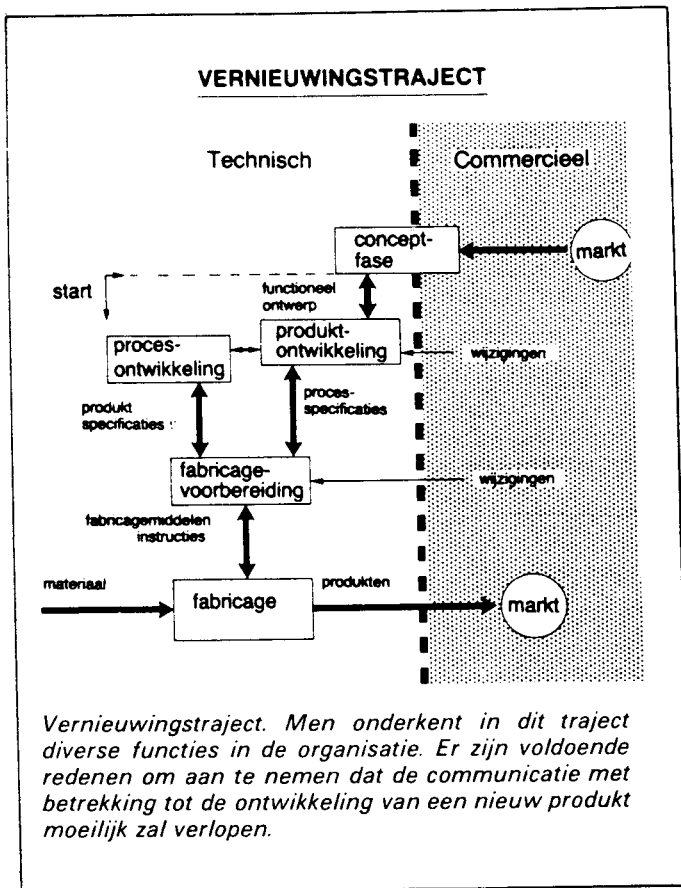 VERNIEUWINGSTRAJECT
Technisch
Commercieel
concept-
fase
markt
start
functioneel
ontwerp
proces-
ontwikkeling
produkt-
ontwikkeling
wijzigingen
produkt
specificaties
proces-
specificaties
fabricage-
voorbereiding
wijzigingen
fabricagemiddelen
instructies
materiaal
fabricage
produkten
markt
Vernieuwingstraject. Men onderkent in dit traject
diverse functies in de organisatie. Er zijn voldoende
redenen om aan te nemen dat de communicatie met
betrekking tot de ontwikkeling van een nieuw produkt
moeilijk zal verlopen.